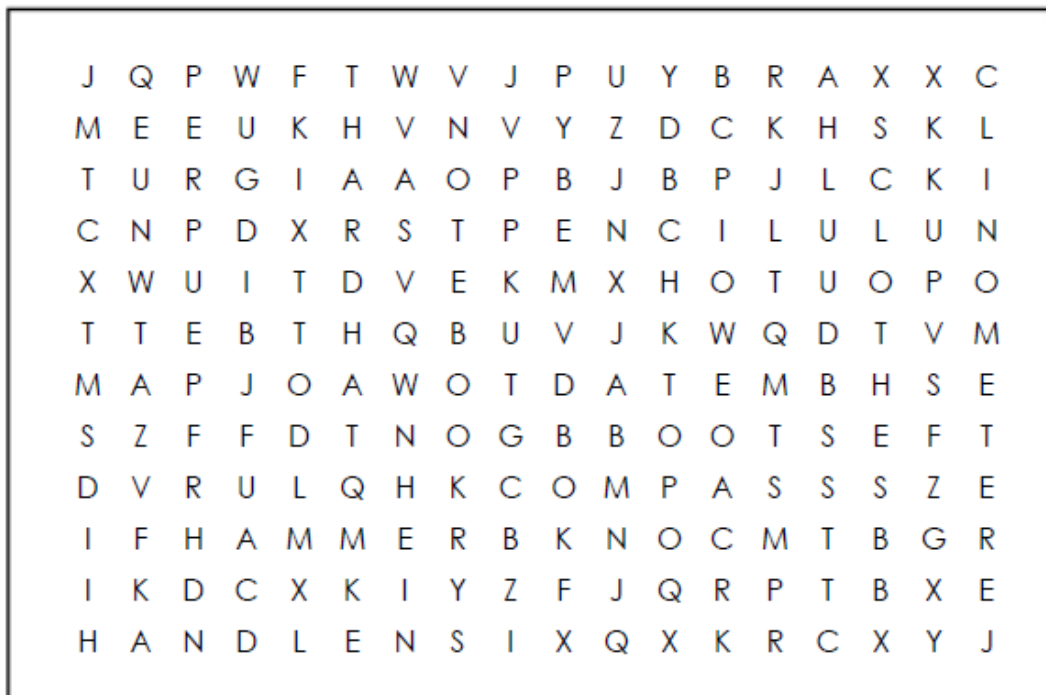 J Q P W F T W V J P U Y B R A X X C
M E E U K H V N V Y Z D C K H S K L
T U R G I A A O P B J B P J L C K I
C N P D X R S T P E N C I L U L U N
X W U I T D V E K M X H O T U O P O
T T E B T H Q B U V J K W Q D T V M
M A P J O A W O T D A T E M B H S E
S Z F F D T N O G B B O O T S E F T
D V R U L Q H K C O M P A S S S Z E
I F H A M M E R B K N O C M T B G R
I K D C X K I Y Z F J Q R P T B X E
H A N D L E N S I X Q X K R C X Y J